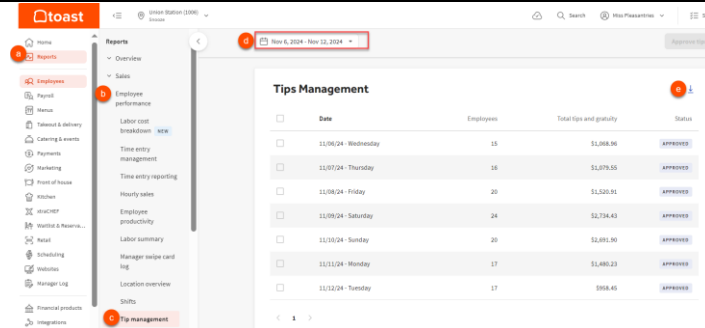 toast
Union Station (1006)
Search
Miss Pleasantries
a
Home
Reports
Employees
Payroll
Menus
Takeout & delivery
Catering & events
Payments
Marketing
Front of house
Kitchen
xtraCHEF
Waitlist & Reserva...
Retail
Scheduling
Websites
Manager Log
Financial products
Integrations
Reports
Overview
Sales
b
Employee
performance
Labor cost
breakdown NEW
Time entry
management
Time entry reporting
Hourly sales
Employee
productivity
Labor summary
Manager swipe card
log
Location overview
Shifts
c
Tip management
d
Nov 6, 2024 - Nov 12, 2024
Tips Management
e
Date Employees Total tips and gratuity Status
11/06/24 - Wednesday 15 $1,068.96 APPROVED
11/07/24 - Thursday 16 $1,079.55 APPROVED
11/08/24 - Friday 20 $1,520.91 APPROVED
11/09/24 - Saturday 24 $2,734.43 APPROVED
11/10/24 - Sunday 20 $2,691.90 APPROVED
11/11/24 - Monday 17 $1,480.23 APPROVED
11/12/24 - Tuesday 17 $958.45 APPROVED
1